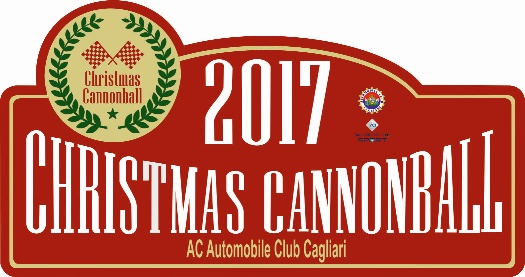 Christmas
Cannonball
2017
CHRISTMAS CANNONBALL
AC Automobile Club Cagliari